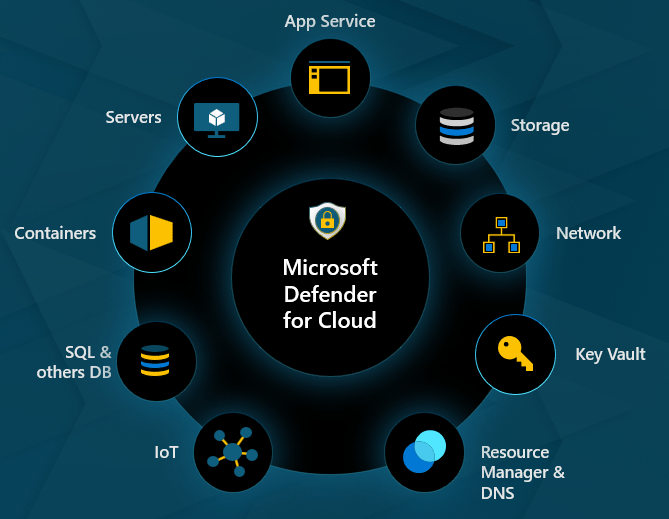 App Service
Servers
Storage
Containers
Network
Microsoft
Defender
for Cloud
SQL &
others DB
Key Vault
IoT
Resource
Manager &
DNS